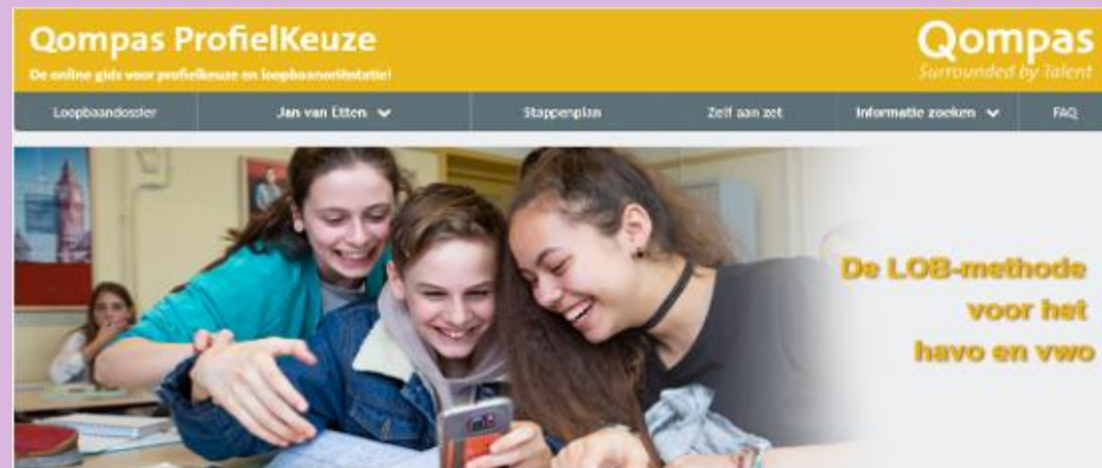 Qompas ProfielKeuze
De online gids voor profielkeuze en loopbaanoriëntatie!
Qompas
Surrounded by Talent
Loopbaandossier Jan van Etten Stappenplan Zelf aan zet Informatie zoeken FAQ
De LOB-methode
voor het
havo en vwo